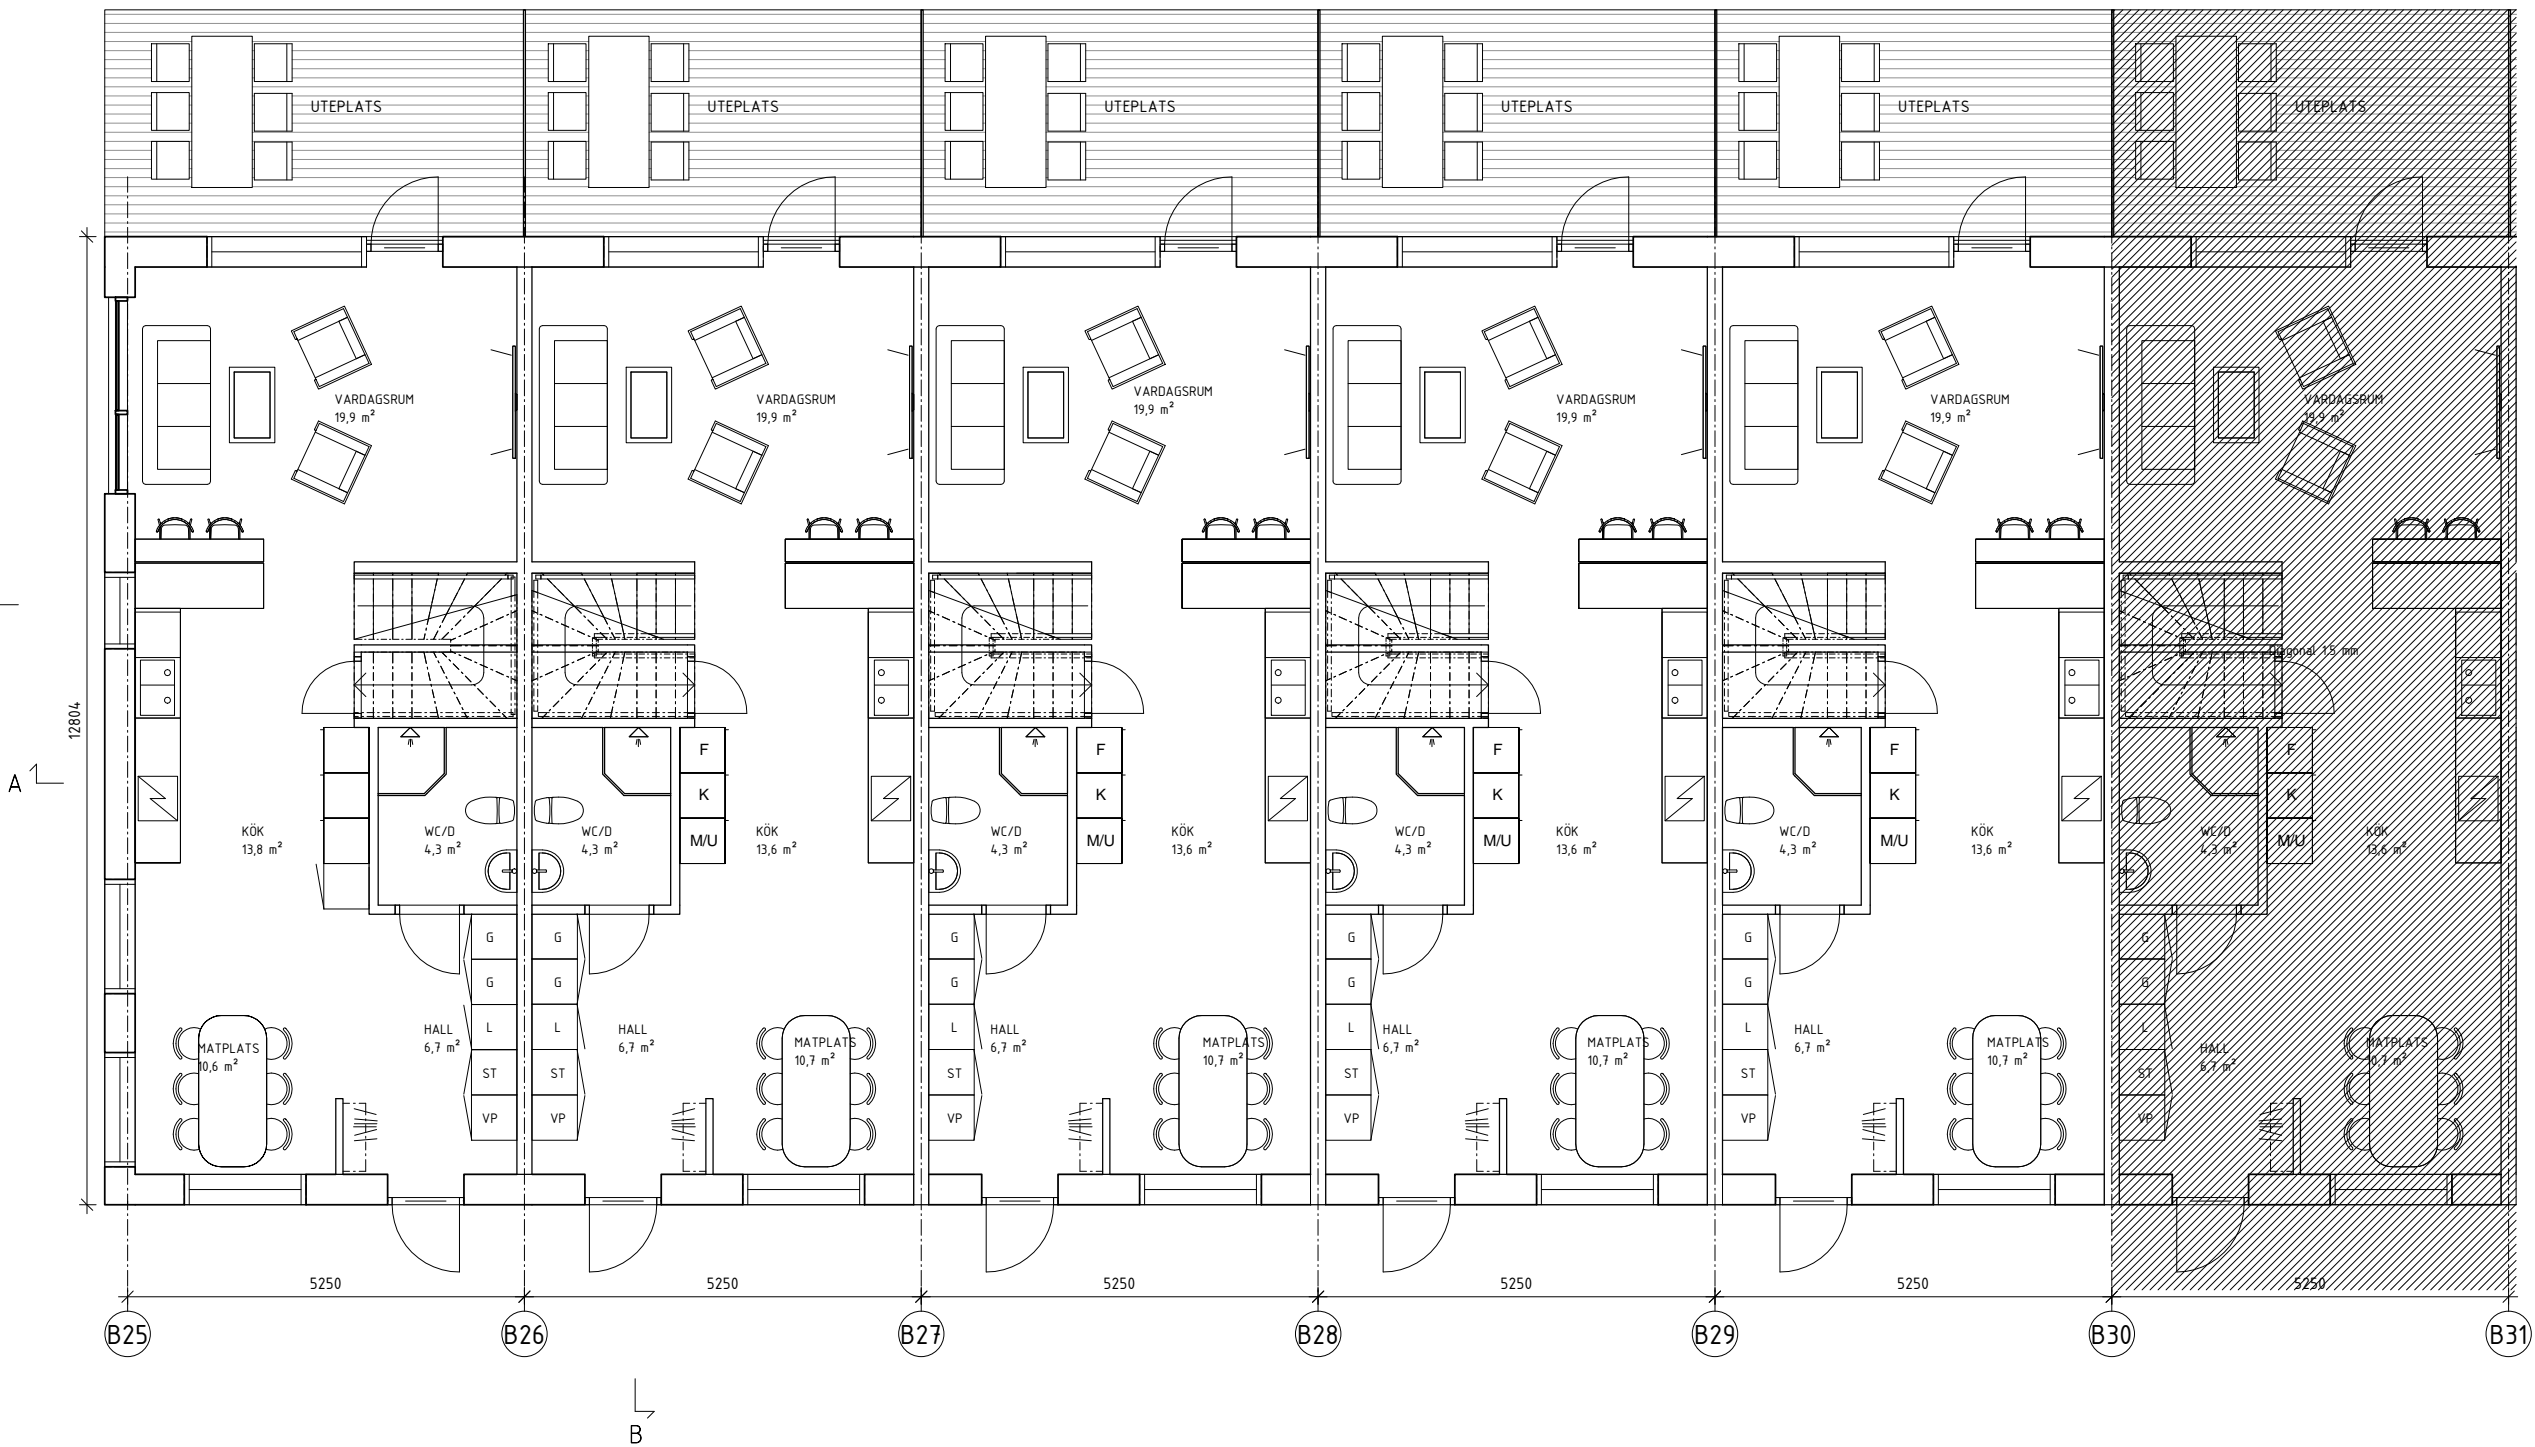 UTEPLATS
UTEPLATS
UTEPLATS
UTEPLATS
UTEPLATS
UTEPLATS
VARDAGSRUM
19,9 m²
VARDAGSRUM
19,9 m²
VARDAGSRUM
19,9 m²
VARDAGSRUM
19,9 m²
VARDAGSRUM
19,9 m²
VARDAGSRUM
19,9 m²
Diagonal 1.5 mm
12804
A
F
K
M/U
F
K
M/U
F
K
M/U
F
K
M/U
F
K
M/U
KÖK
13,8 m²
WC/D
4,3 m²
WC/D
4,3 m²
KÖK
13,6 m²
WC/D
4,3 m²
KÖK
13,6 m²
WC/D
4,3 m²
KÖK
13,6 m²
WC/D
4,3 m²
KÖK
13,6 m²
WC/D
4,3 m²
KÖK
13,6 m²
G
G
L
ST
VP
G
G
L
ST
VP
G
G
L
ST
VP
G
G
L
ST
VP
G
G
L
ST
VP
G
G
L
ST
VP
MATPLATS
10,6 m²
HALL
6,7 m²
HALL
6,7 m²
MATPLATS
10,7 m²
HALL
6,7 m²
MATPLATS
10,7 m²
HALL
6,7 m²
MATPLATS
10,7 m²
HALL
6,7 m²
MATPLATS
10,7 m²
HALL
6,7 m²
MATPLATS
10,7 m²
5250
5250
5250
5250
5250
5250
B25
B26
B27
B28
B29
B30
B31
B